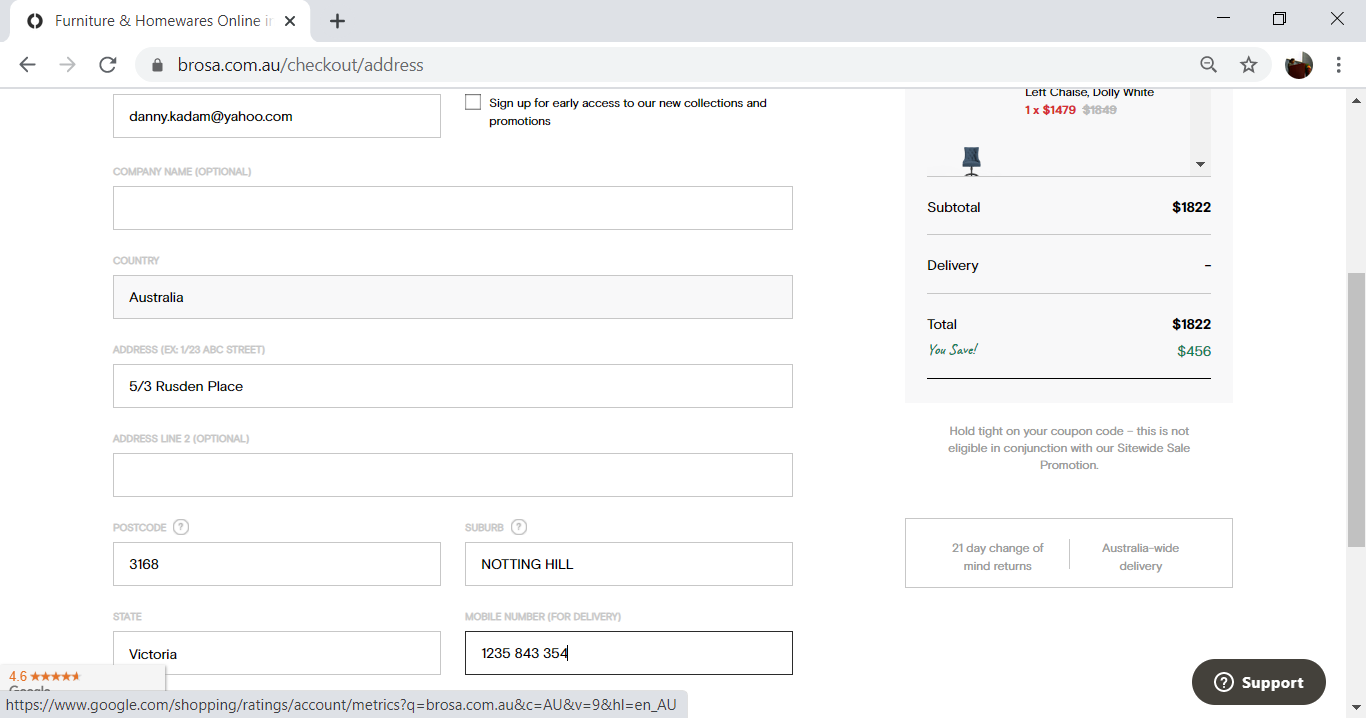 Furniture & Homewares Online in
brosa.com.au/checkout/address
danny.kadam@yahoo.com
Sign up for early access to our new collections and
promotions
COMPANY NAME (OPTIONAL)
COUNTRY
Australia
ADDRESS (EX: 1/23 ABC STREET)
5/3 Rusden Place
ADDRESS LINE 2 (OPTIONAL)
POSTCODE ?
SUBURB ?
3168
NOTTING HILL
STATE
MOBILE NUMBER (FOR DELIVERY)
Victoria
1235 843 354
Left Chaise, Dolly White
1 x $1479 $1849
Subtotal $1822
Delivery –
Total $1822
You Save! $456
Hold tight on your coupon code – this is not
eligible in conjunction with our Sitewide Sale
Promotion.
21 day change of
mind returns
Australia-wide
delivery
4.6
Google
? Support
https://www.google.com/shopping/ratings/account/metrics?q=brosa.com.au&c=AU&v=9&hl=en_AU